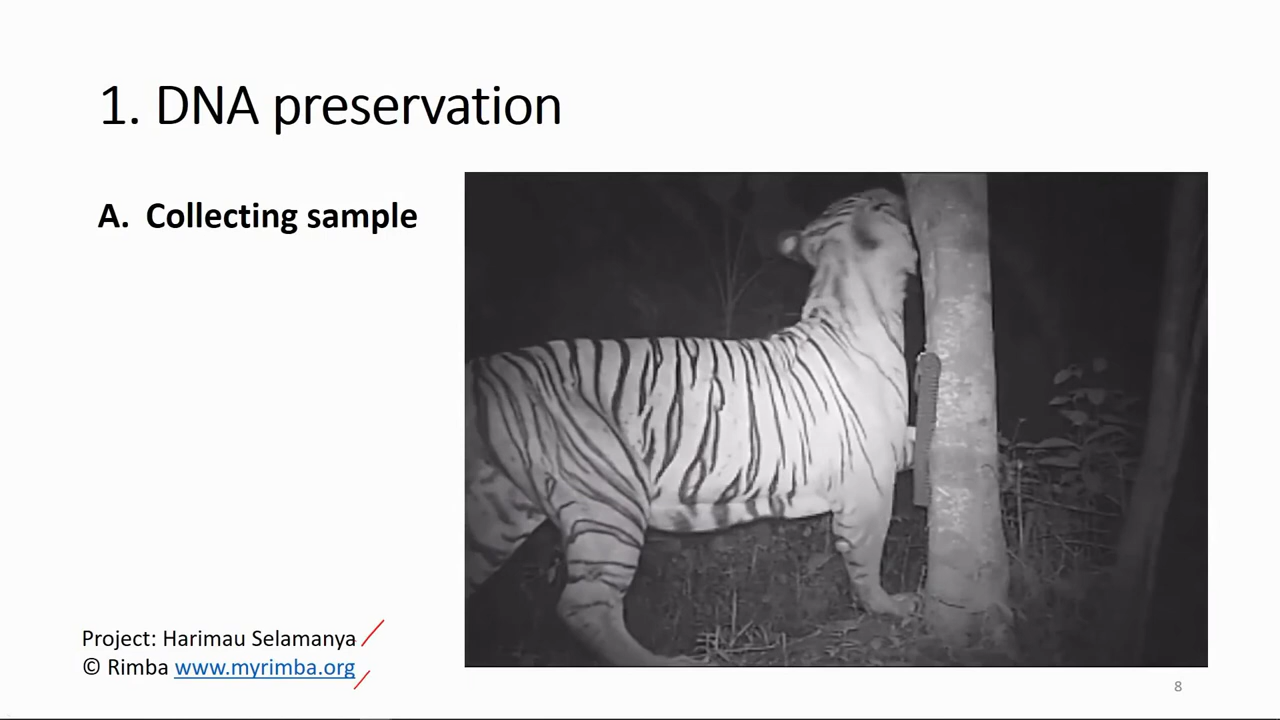 1. DNA preservation
A. Collecting sample
Project: Harimau Selamanya
© Rimba www.myrimba.org
8